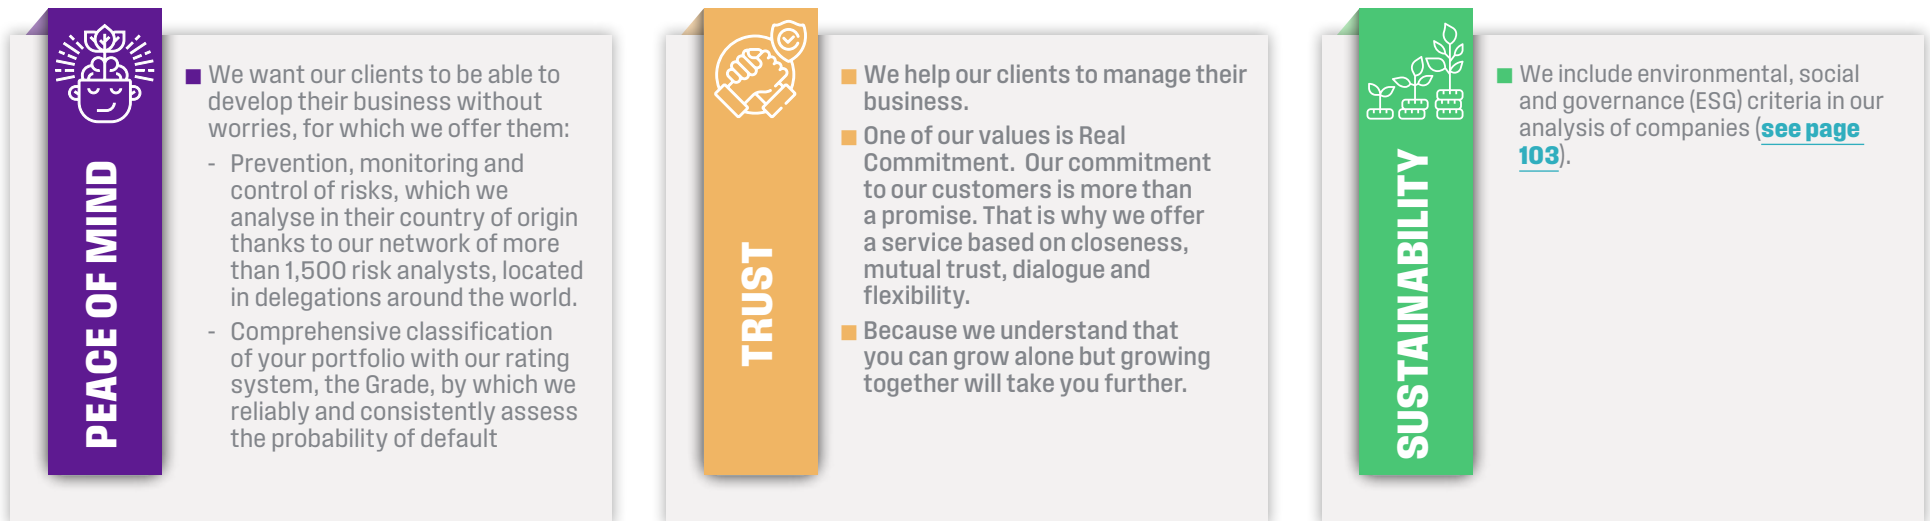 PEACE OF MIND
■ We want our clients to be able to
develop their business without
worries, for which we offer them:
- Prevention, monitoring and
control of risks, which we
analyse in their country of origin
thanks to our network of more
than 1,500 risk analysts, located
in delegations around the world.
- Comprehensive classification
of your portfolio with our rating
system, the Grade, by which we
reliably and consistently assess
the probability of default
TRUST
■ We help our clients to manage their
business.
■ One of our values is Real
Commitment.  Our commitment
to our customers is more than
a promise. That is why we offer
a service based on closeness,
mutual trust, dialogue and
flexibility.
■ Because we understand that
you can grow alone but growing
together will take you further.
SUSTAINABILITY
■ We include environmental, social
and governance (ESG) criteria in our
analysis of companies (see page
103).